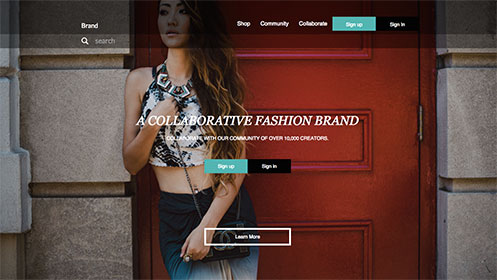 Brand
Shop Community Collaborate Sign up Sign in
search
A COLLABORATIVE FASHION BRAND
COLLABORATE WITH OUR COMMUNITY OF OVER 10,000 CREATORS.
Sign up Sign in
Learn More